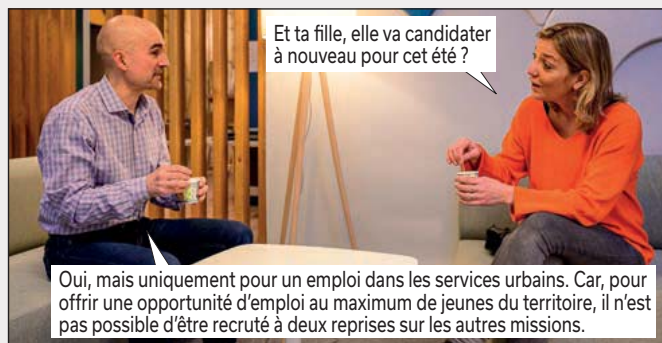 Et ta fille, elle va candidater
à nouveau pour cet été ?
Oui, mais uniquement pour un emploi dans les services urbains. Car, pour
offrir une opportunité d'emploi au maximum de jeunes du territoire, il n'est
pas possible d'être recruté à deux reprises sur les autres missions.